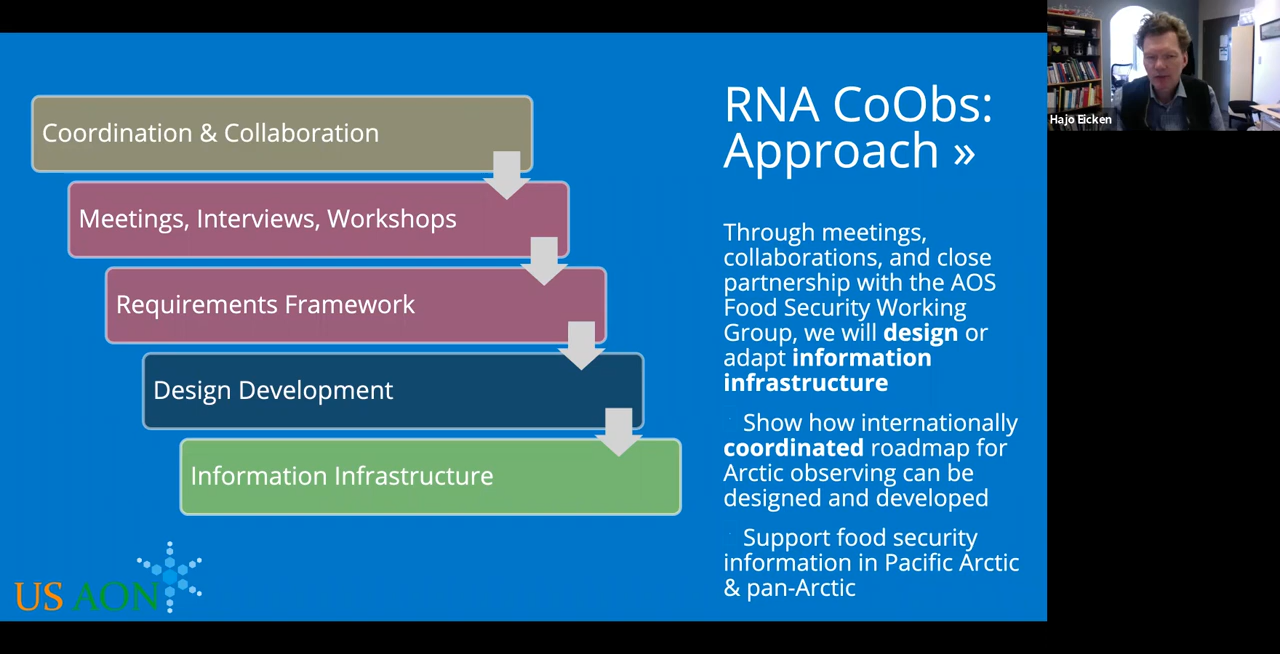 Coordination & Collaboration
Meetings, Interviews, Workshops
Requirements Framework
Design Development
Information Infrastructure
US AON
RNA CoObs:
Approach »
Through meetings,
collaborations, and close
partnership with the AOS
Food Security Working
Group, we will design or
adapt information
infrastructure
Show how internationally
coordinated roadmap for
Arctic observing can be
designed and developed
Support food security
information in Pacific Arctic
& pan-Arctic
Hajo Eicken